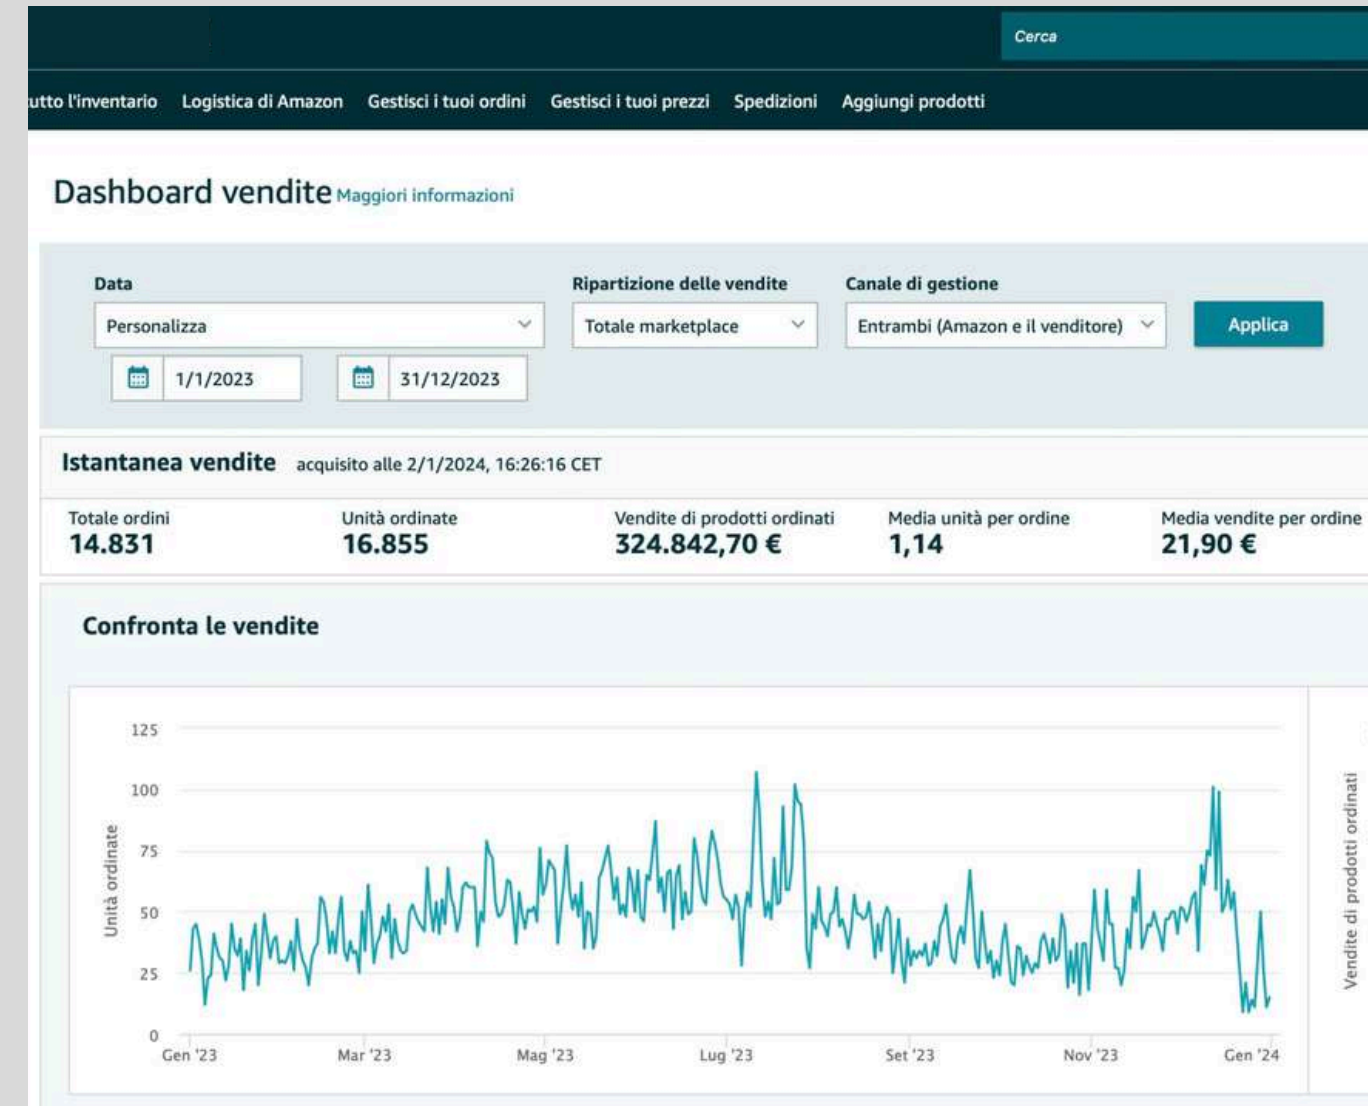 Cerca
utto l'inventario Logistica di Amazon Gestisci i tuoi ordini Gestisci i tuoi prezzi Spedizioni Aggiungi prodotti
Dashboard vendite Maggiori informazioni
Data Ripartizione delle vendite Canale di gestione
Personalizza Totale marketplace Entrambi (Amazon e il venditore) Applica
1/1/2023 31/12/2023
Istantanea vendite acquisito alle 2/1/2024, 16:26:16 CET
Totale ordini Unità ordinate Vendite di prodotti ordinati Media unità per ordine Media vendite per ordine
14.831 16.855 324.842,70 € 1,14 21,90 €
Confronta le vendite
125
100
75
50
25
0
Unità ordinate
Gen '23 Mar '23 Mag '23 Lug '23 Set '23 Nov '23 Gen '24
Vendite di prodotti ordinati